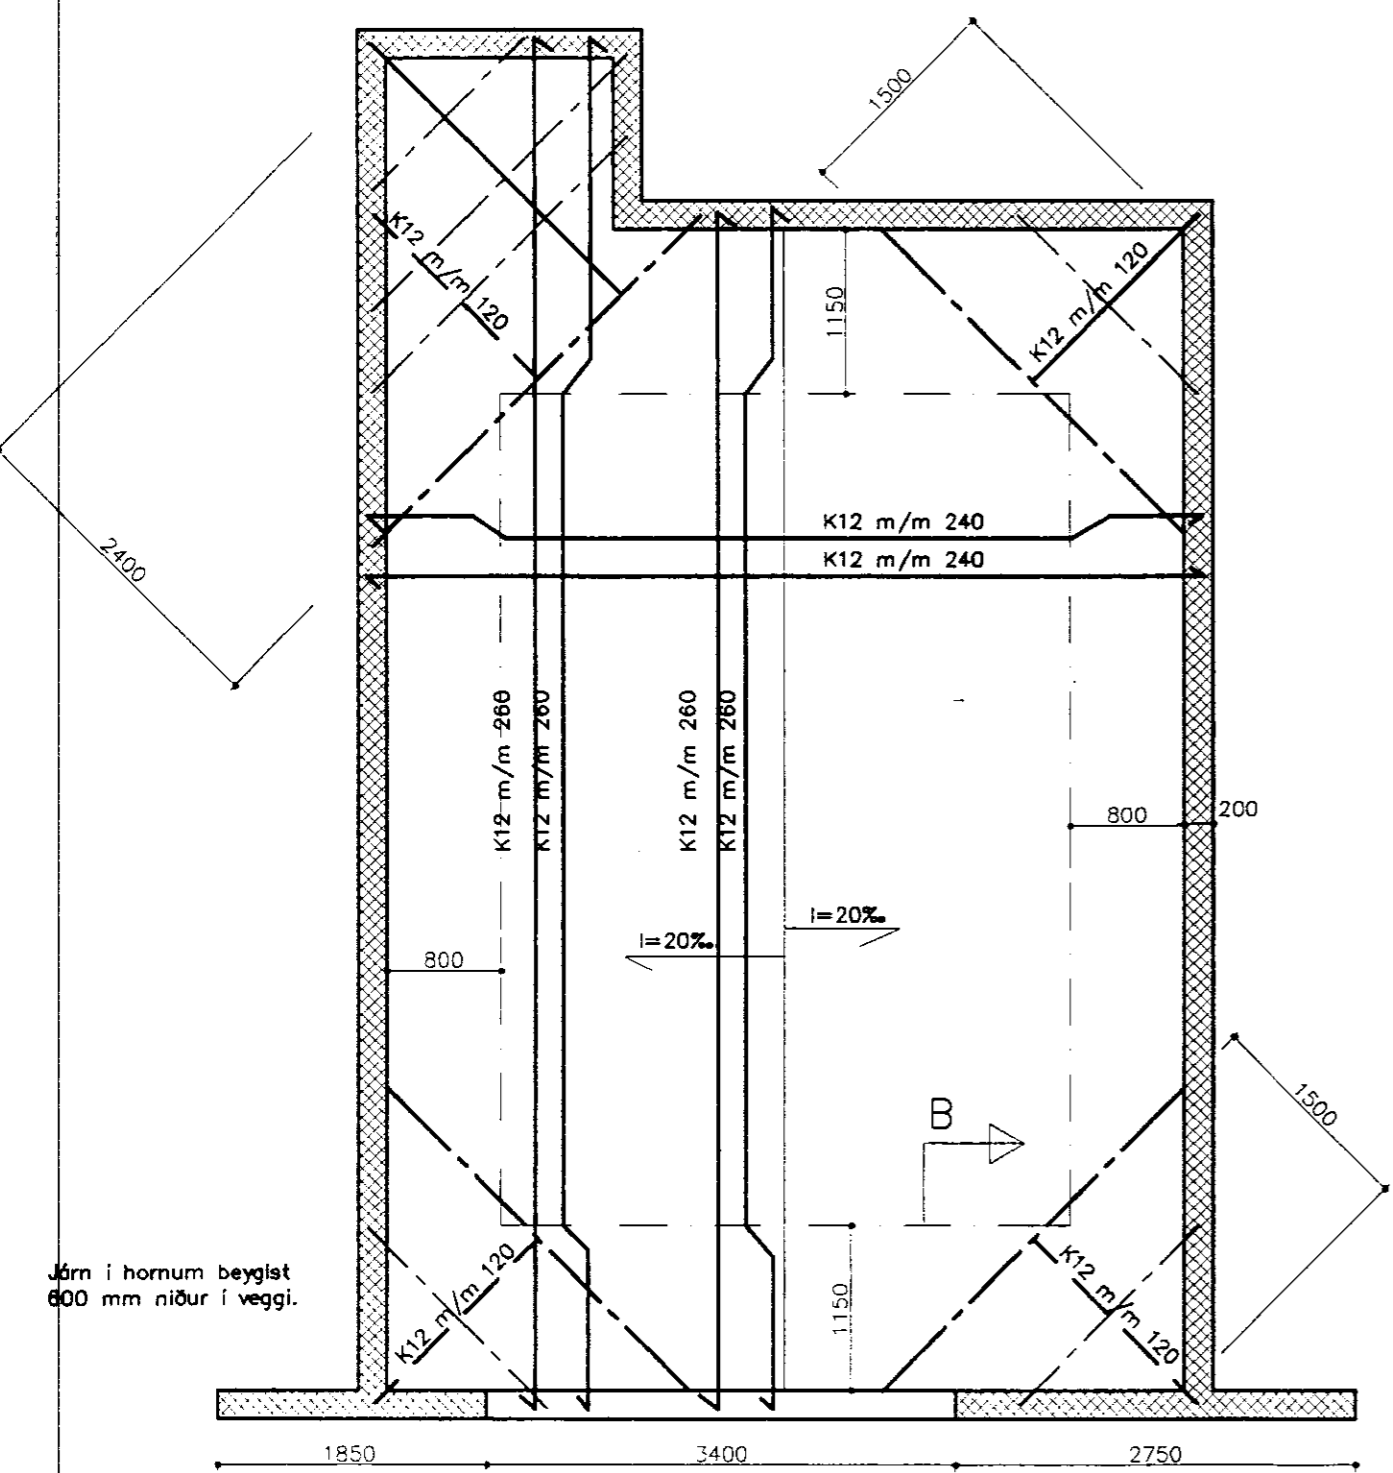 1500
K12 m/m 120
K12 m/m 120
1150
2400
K12 m/m 240
K12 m/m 240
K12 m/m 260
K12 m/m 260
K12 m/m 260
K12 m/m 260
800
200
I=20‰
I=20‰
800
B
1500
Járn í hornum beygist
600 mm niður í veggi.
K12 m/m 120
1150
K12 m/m 120
1850
3400
2750